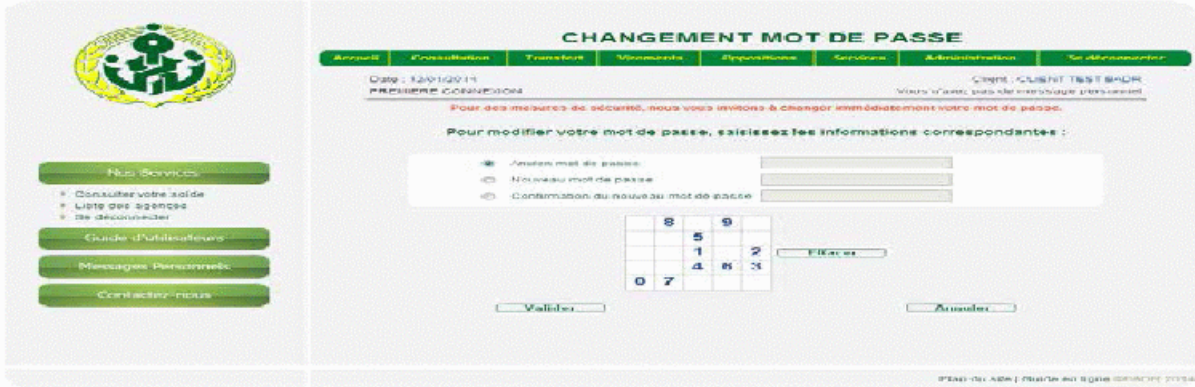 CHANGEMENT MOT DE PASSE
Accueil Consultation Transfert Virements Oppositions Services Administration Se déconnecter
Date : 12/01/2014 Client : CLIENT TEST BADR
PREMIERE CONNEXION Vous n'avez pas de message personnel
Pour des mesures de sécurité, nous vous invitons à changer immédiatement votre mot de passe.
Pour modifier votre mot de passe, saisissez les informations correspondantes :
Nos Services
Consulter votre solde
Liste des agences
Se déconnecter
Guide d'utilisateurs
Messages Personnels
Contactez-nous
Ancien mot de passe
Nouveau mot de passe
Confirmation du nouveau mot de passe
8 9
5
1 2
4 6 3
0 7
Effacer
Valider Annuler
Plan du site |